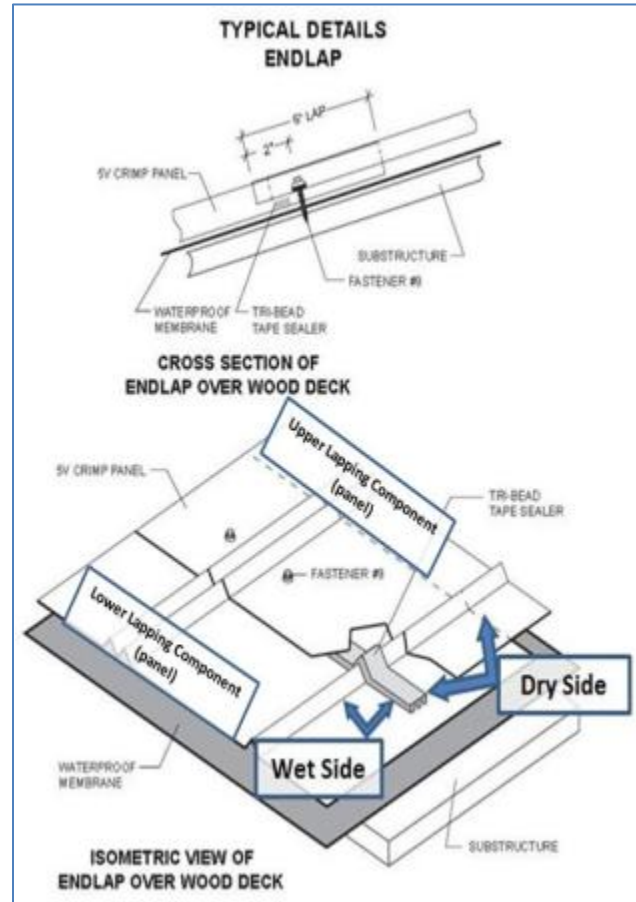 TYPICAL DETAILS
ENDLAP
6" LAP
2"
5V CRIMP PANEL
SUBSTRUCTURE
FASTENER #9
WATERPROOF
MEMBRANE
TRI-BEAD
TAPE SEALER
CROSS SECTION OF
ENDLAP OVER WOOD DECK
Upper Lapping Component
(panel)
5V CRIMP PANEL
TRI-BEAD
TAPE SEALER
FASTENER #9
Lower Lapping Component
(panel)
Dry Side
Wet Side
WATERPROOF
MEMBRANE
SUBSTRUCTURE
ISOMETRIC VIEW OF
ENDLAP OVER WOOD DECK